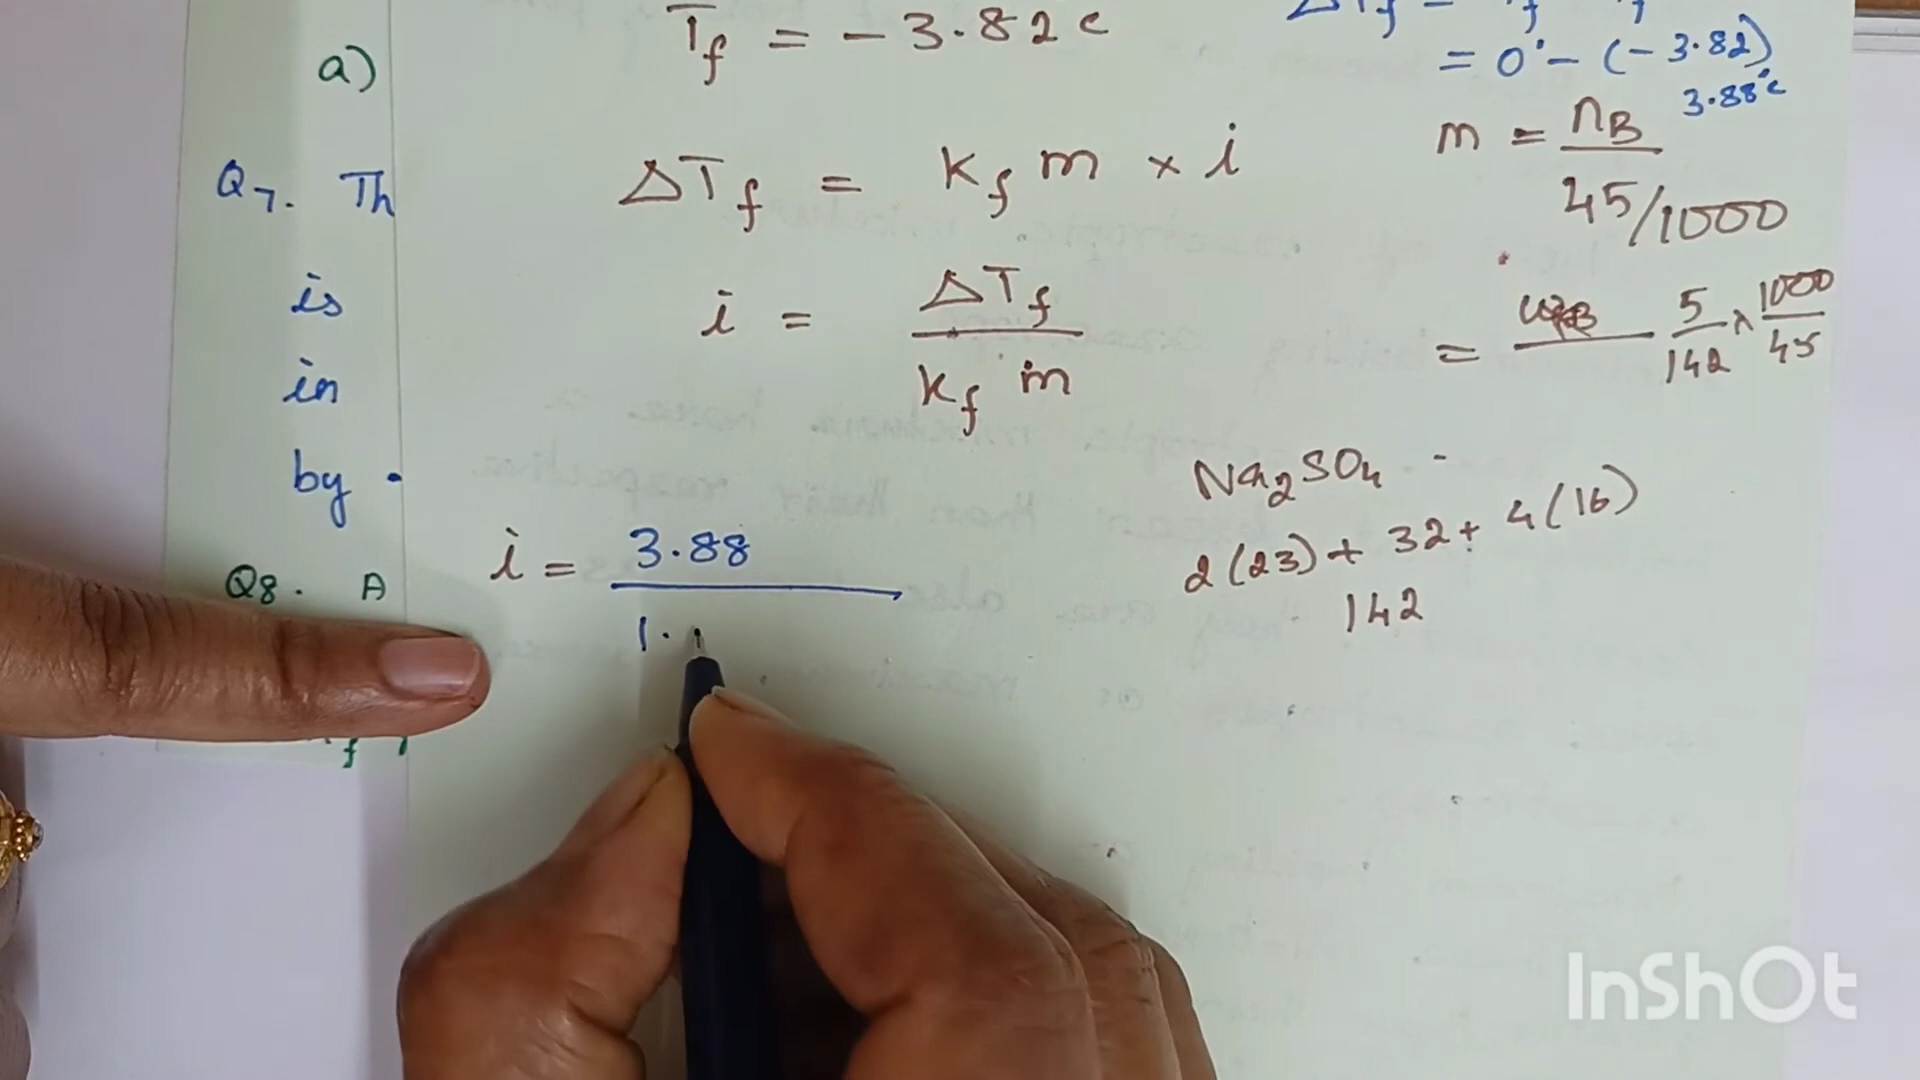 a)
Tf = - 3.82 c
= 0° - (- 3.82)
3.88°c
m = nB
45/1000
Q7. Th
ΔTf = Kf m × i
is
i = ΔTf
Kf m
= 5/142 × 1000/45
in
by
Na2SO4 -
2(23) + 32 + 4(16)
142
Q8. A
i = 3.88
1.
InShOt